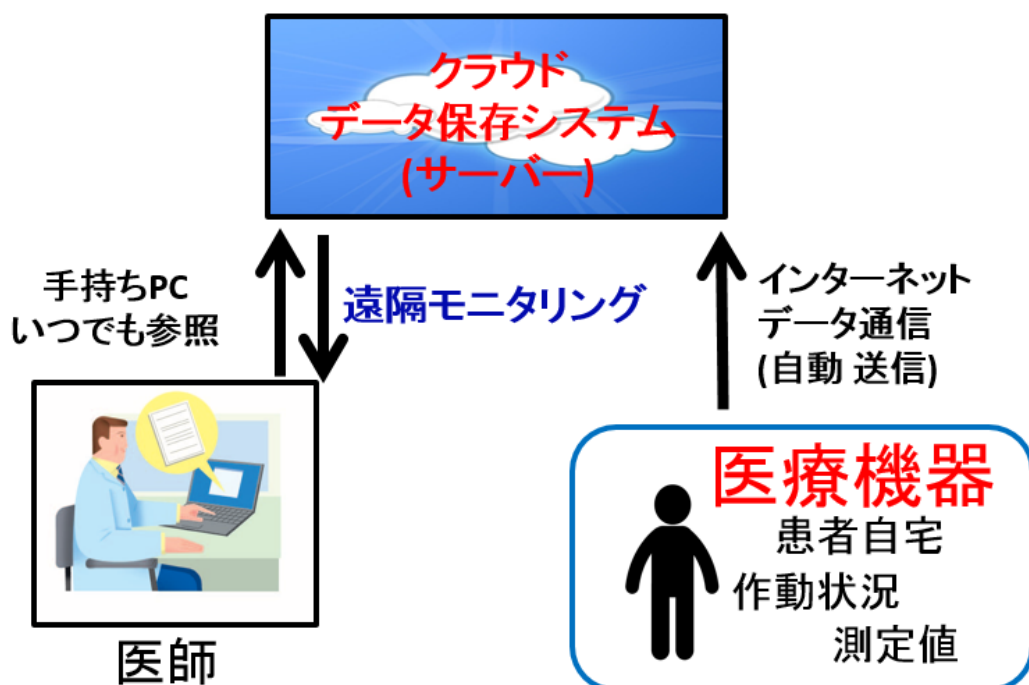 クラウド
データ保存システム
(サーバー)
手持ちPC
いつでも参照
遠隔モニタリング
インターネット
データ通信
(自動 送信)
医師
医療機器
患者自宅
作動状況
測定値